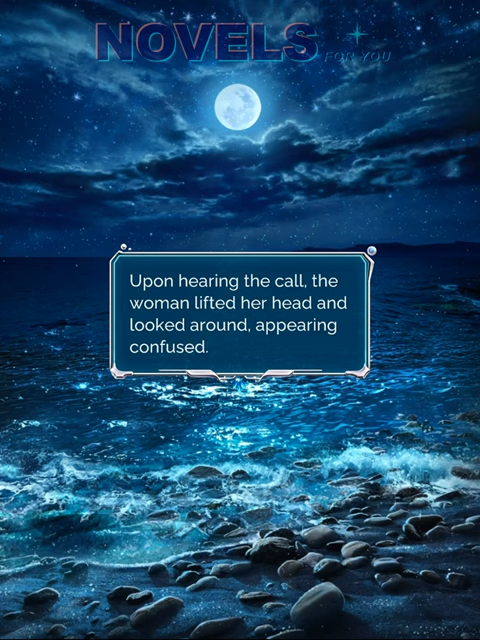 NOVELS
FOR YOU
Upon hearing the call, the
woman lifted her head and
looked around, appearing
confused.